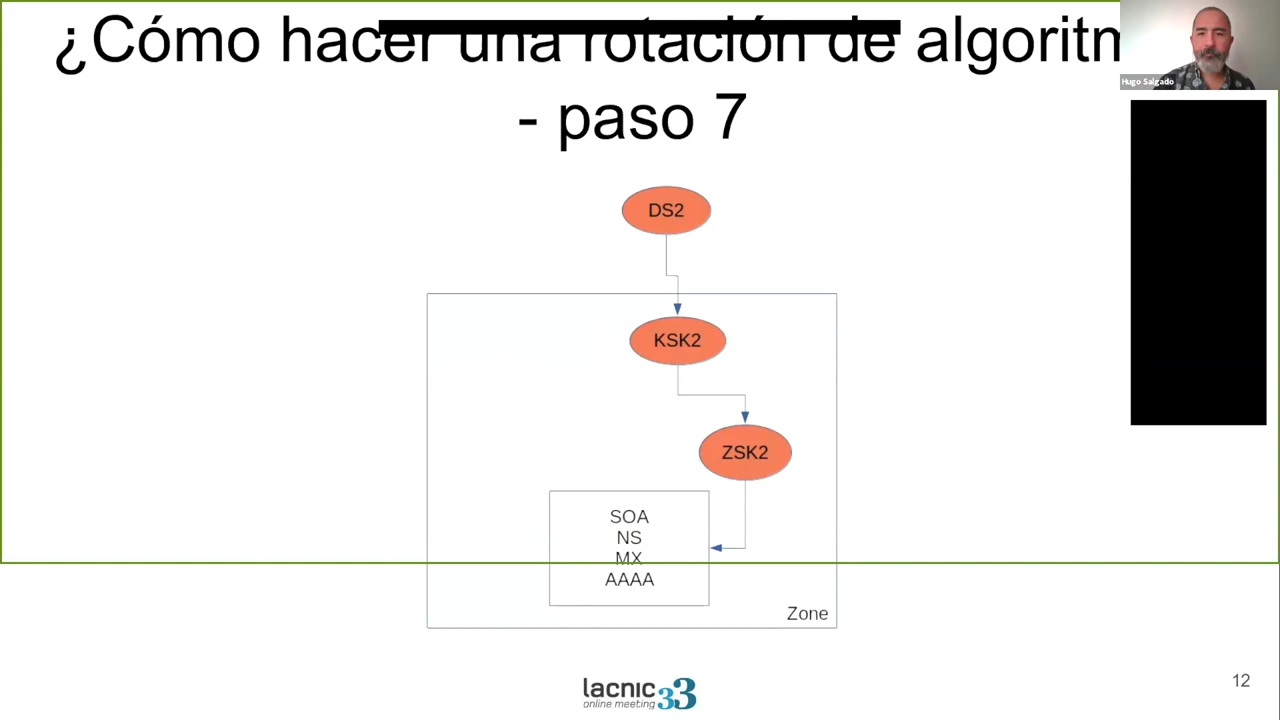 ¿Cómo hacer una rotación de algoritm
- paso 7
Hugo Salgado
DS2
KSK2
ZSK2
SOA
NS
MX
AAAA
Zone
lacnic 33
online meeting
12